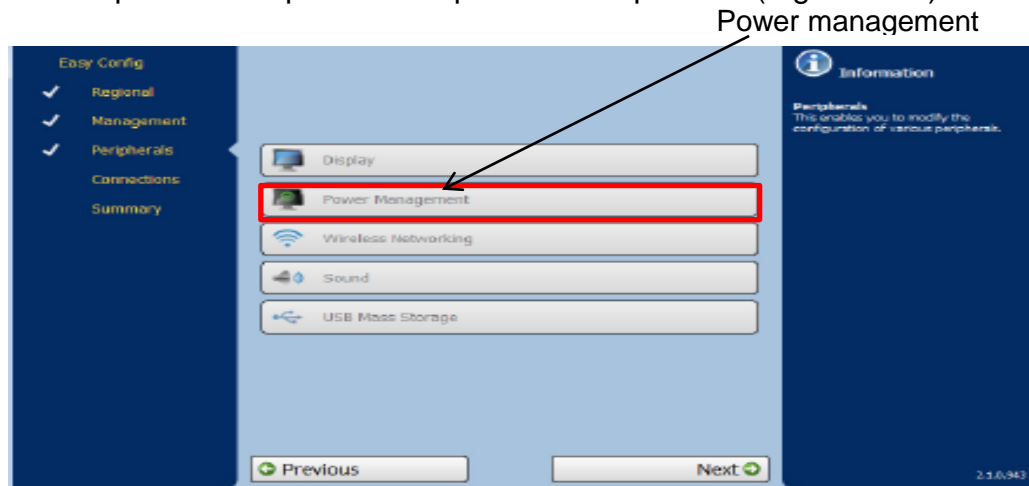 Power management
Easy Config
Regional
Management
Peripherals
Connections
Summary
Display
Power Management
Wireless Networking
Sound
USB Mass Storage
Previous
Next
Information
Peripherals
This enables you to modify the
configuration of various peripherals.
2.1.0.943